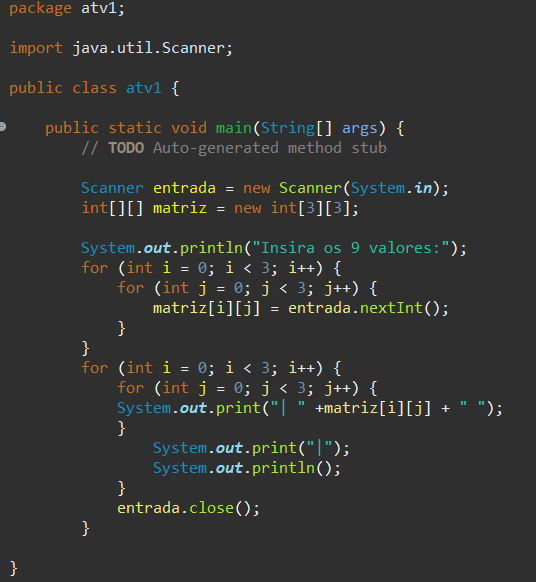 package atv1;
import java.util.Scanner;
public class atv1 {
    public static void main(String[] args) {
        // TODO Auto-generated method stub
        Scanner entrada = new Scanner(System.in);
        int[][] matriz = new int[3][3];
        System.out.println("Insira os 9 valores:");
        for (int i = 0; i < 3; i++) {
            for (int j = 0; j < 3; j++) {
                matriz[i][j] = entrada.nextInt();
            }
        }
        for (int i = 0; i < 3; i++) {
            for (int j = 0; j < 3; j++) {
            System.out.print("| " +matriz[i][j] + " ");
            }
                System.out.print("|");
                System.out.println();
            }
            entrada.close();
        }
}